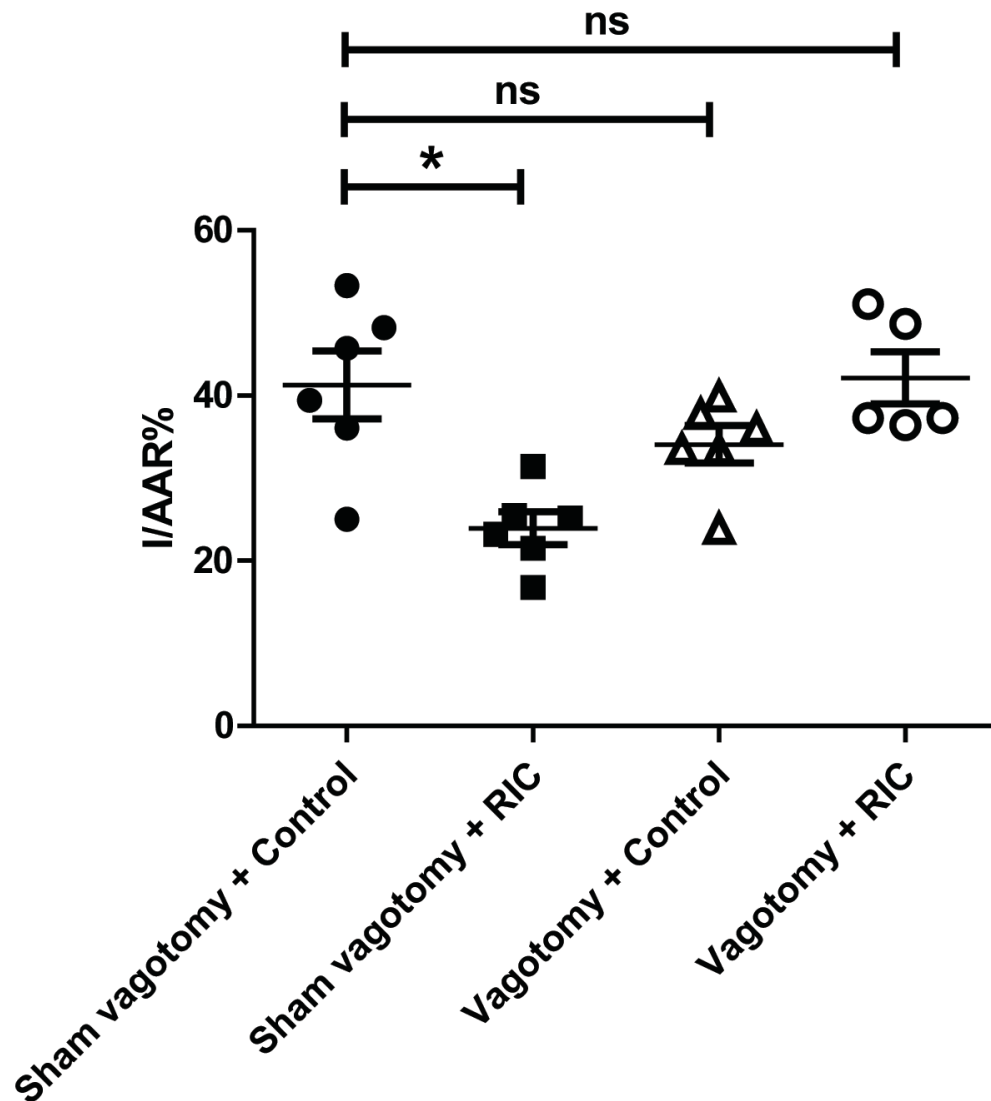 ns
ns
*
I/AAR%
60
40
20
0
Sham vagotomy + Control
Sham vagotomy + RIC
Vagotomy + Control
Vagotomy + RIC